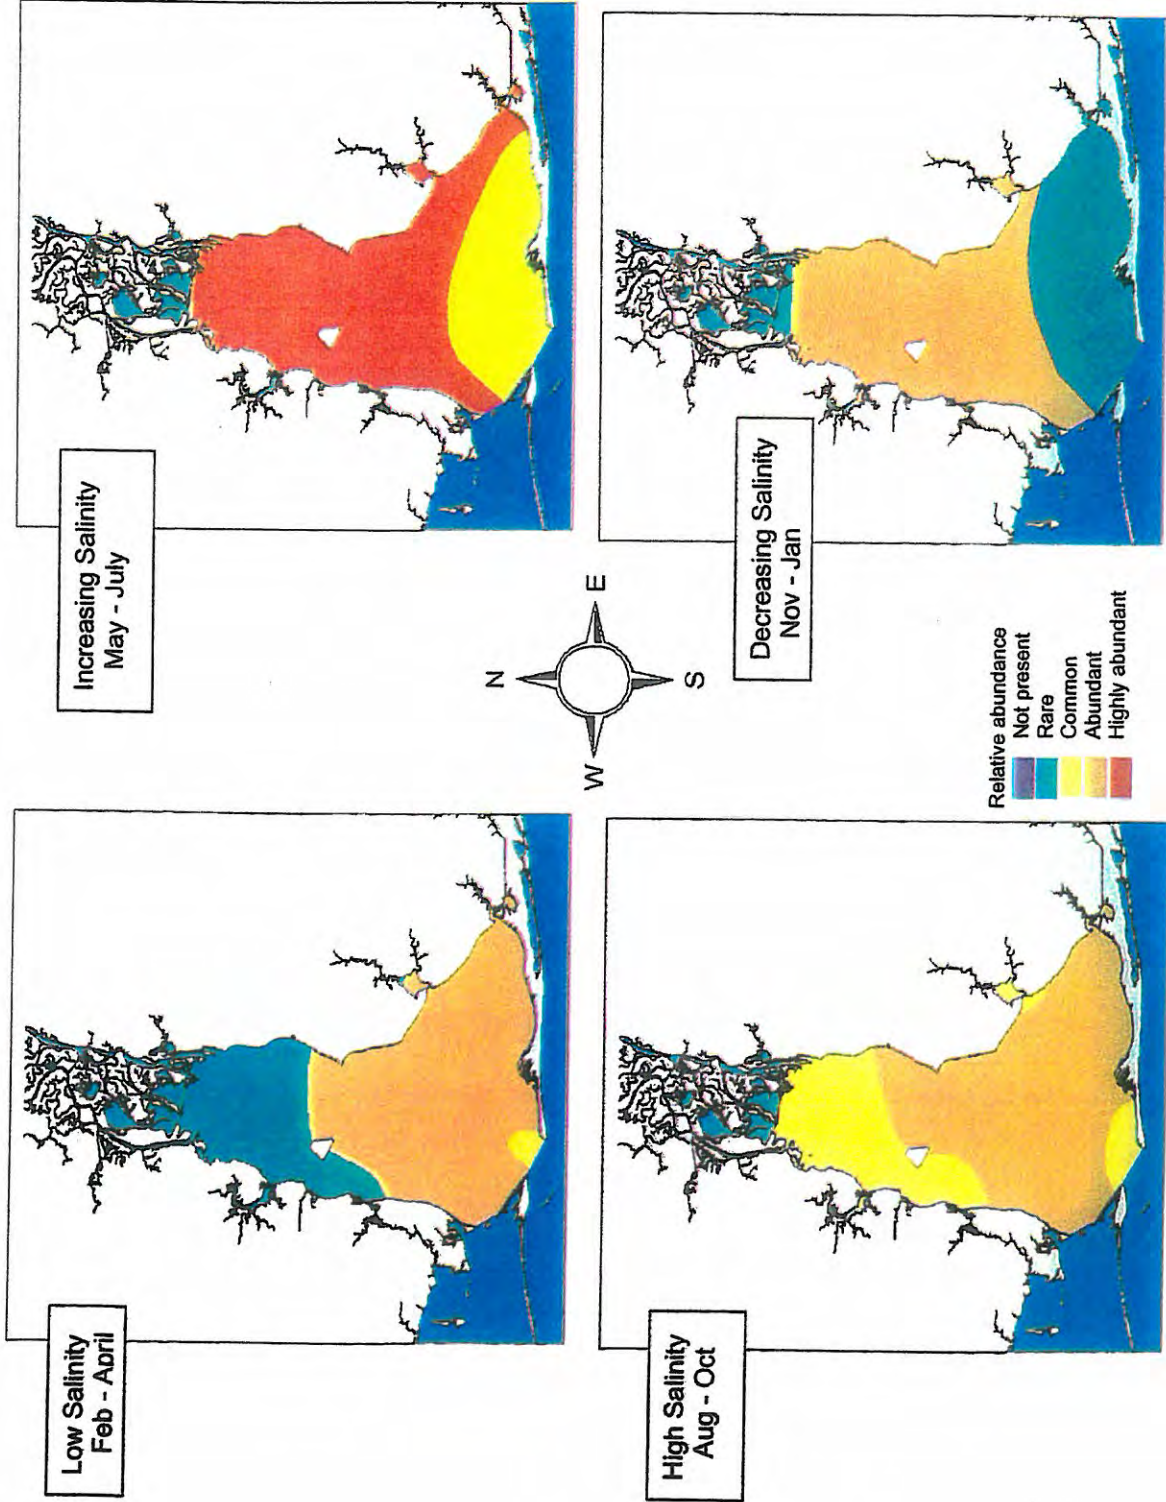 Low Salinity
Feb - April
Increasing Salinity
May - July
N
W
E
S
High Salinity
Aug - Oct
Decreasing Salinity
Nov - Jan
Relative abundance
Not present
Rare
Common
Abundant
Highly abundant